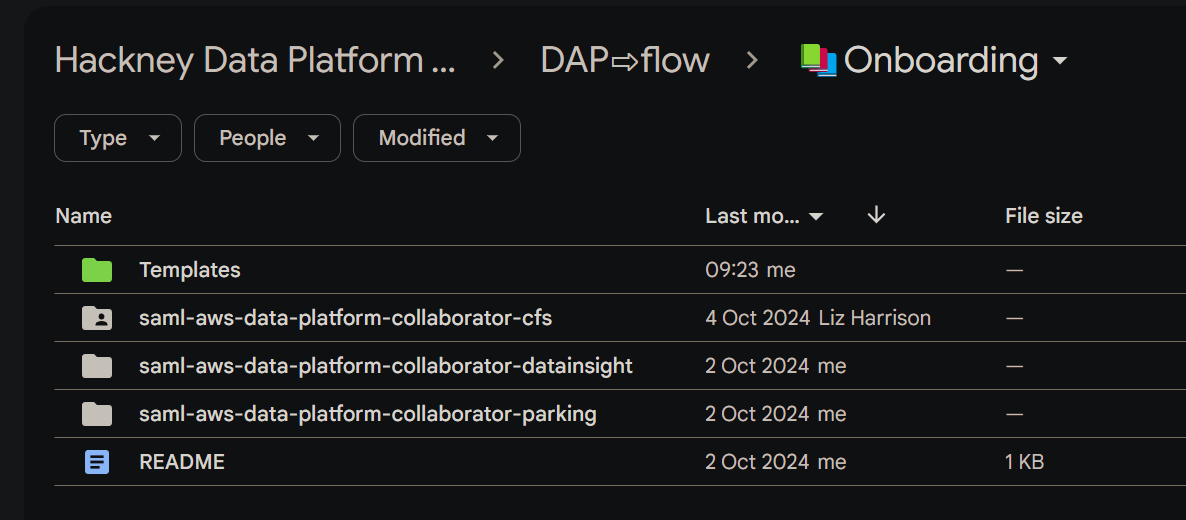 Hackney Data Platform ... > DAP⇨flow > Onboarding
Type People Modified
Name Last mo... File size
Templates 09:23 me —
saml-aws-data-platform-collaborator-cfs 4 Oct 2024 Liz Harrison —
saml-aws-data-platform-collaborator-datainsight 2 Oct 2024 me —
saml-aws-data-platform-collaborator-parking 2 Oct 2024 me —
README 2 Oct 2024 me 1 KB